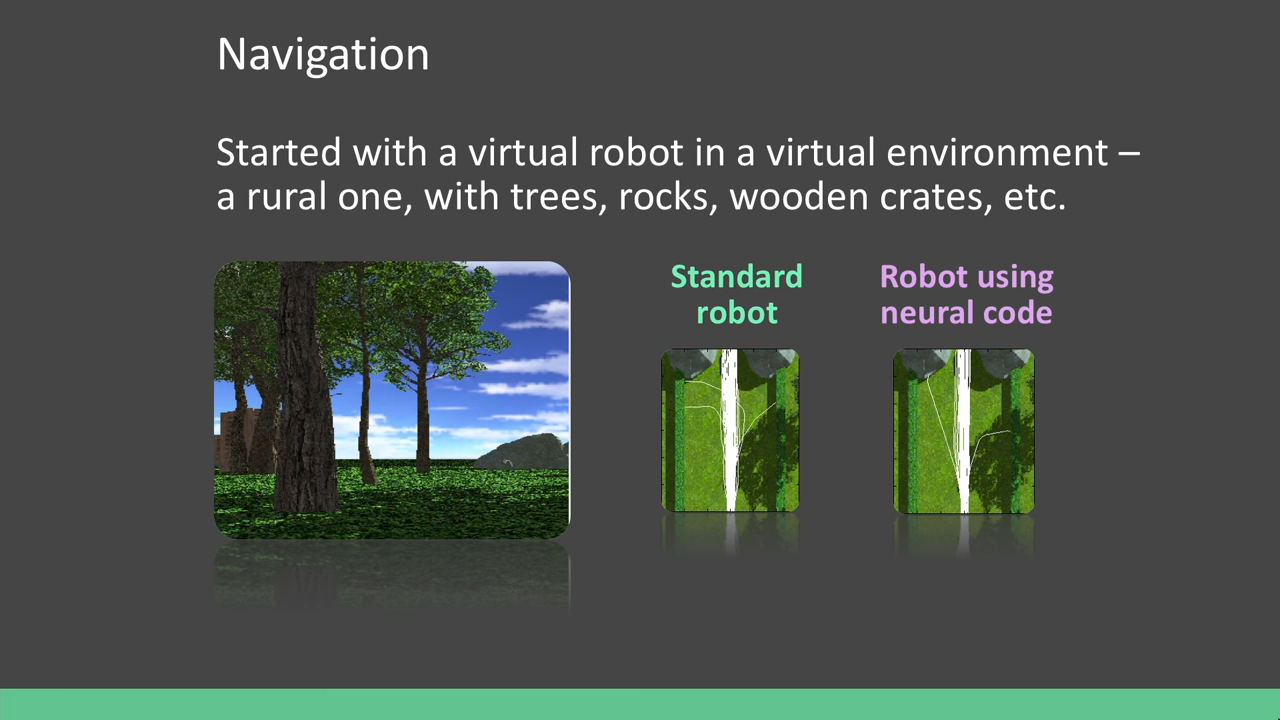 Navigation
Started with a virtual robot in a virtual environment –
a rural one, with trees, rocks, wooden crates, etc.
Standard
robot
Robot using
neural code